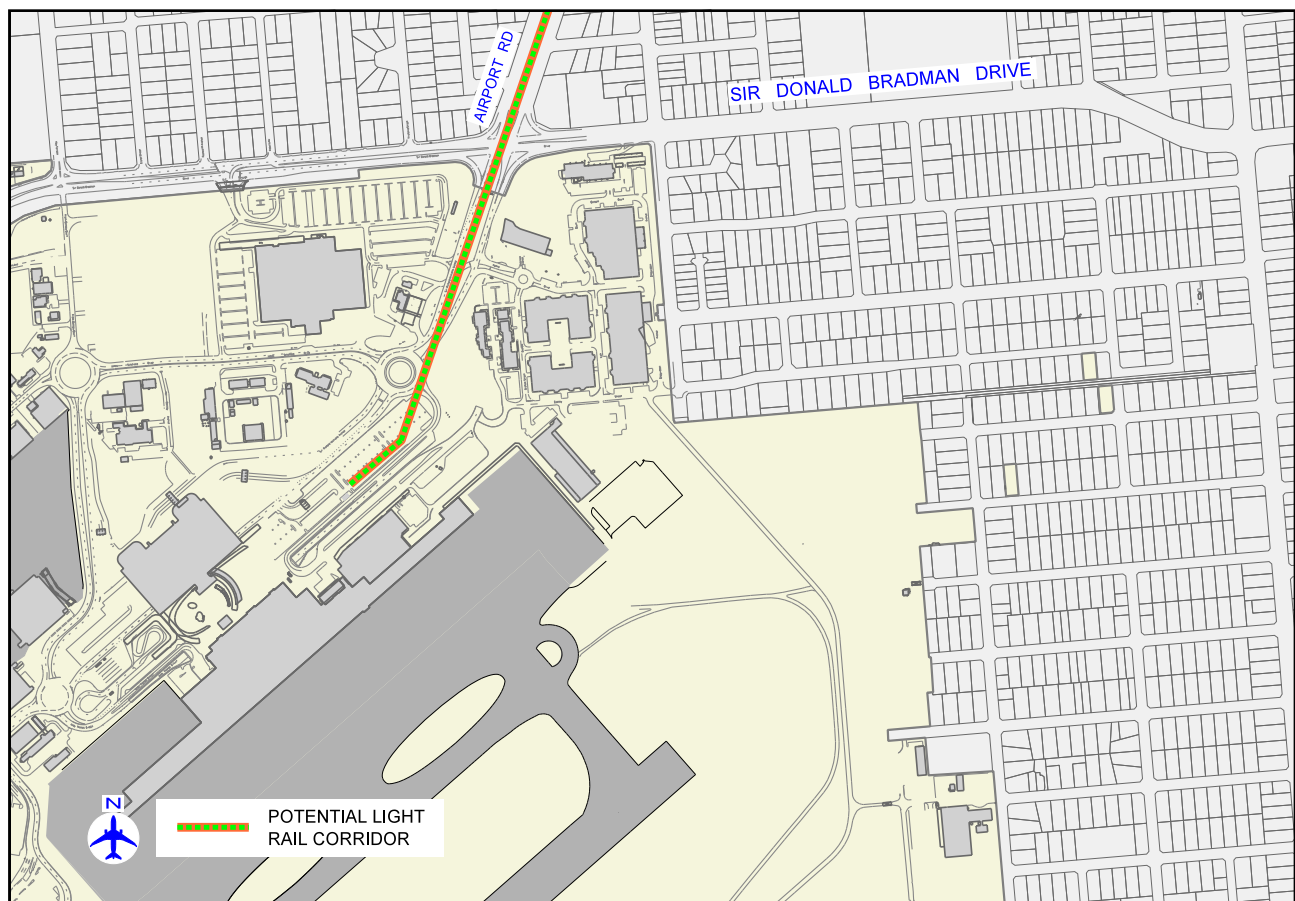 AIRPORT RD
SIR DONALD BRADMAN DRIVE
N
POTENTIAL LIGHT
RAIL CORRIDOR